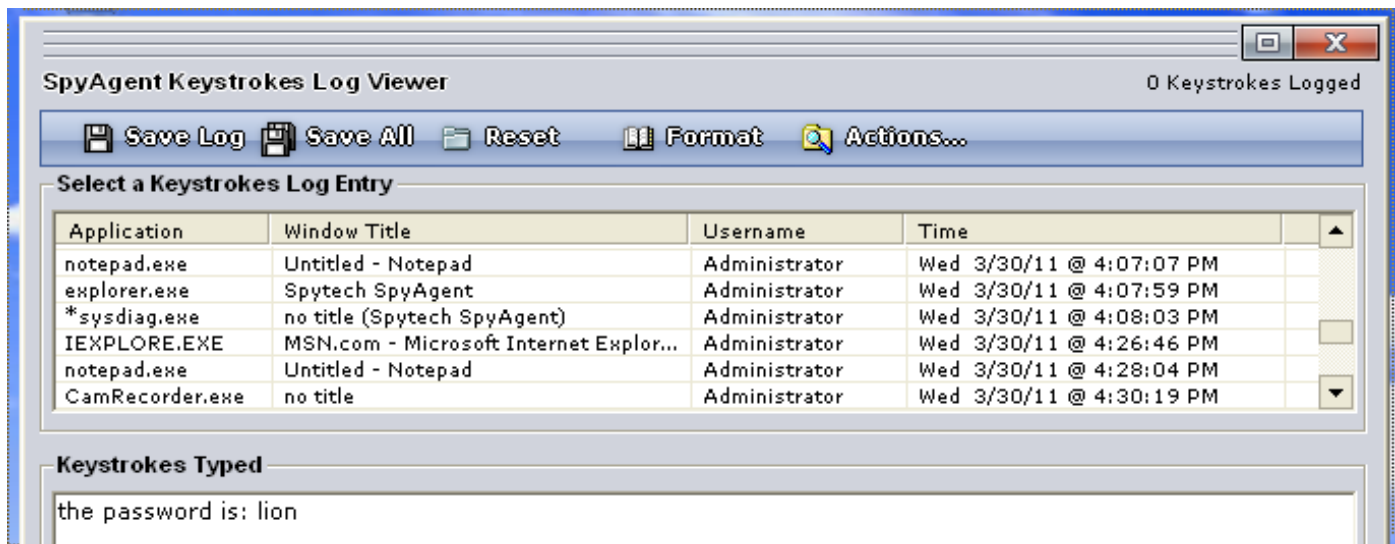 SpyAgent Keystrokes Log Viewer 0 Keystrokes Logged
Save Log Save All Reset Format Actions...
Select a Keystrokes Log Entry
Application Window Title Username Time
notepad.exe Untitled - Notepad Administrator Wed 3/30/11 @ 4:07:07 PM
explorer.exe Spytech SpyAgent Administrator Wed 3/30/11 @ 4:07:59 PM
*sysdiag.exe no title (Spytech SpyAgent) Administrator Wed 3/30/11 @ 4:08:03 PM
IEXPLORE.EXE MSN.com - Microsoft Internet Explor... Administrator Wed 3/30/11 @ 4:26:46 PM
notepad.exe Untitled - Notepad Administrator Wed 3/30/11 @ 4:28:04 PM
CamRecorder.exe no title Administrator Wed 3/30/11 @ 4:30:19 PM
Keystrokes Typed
the password is: lion